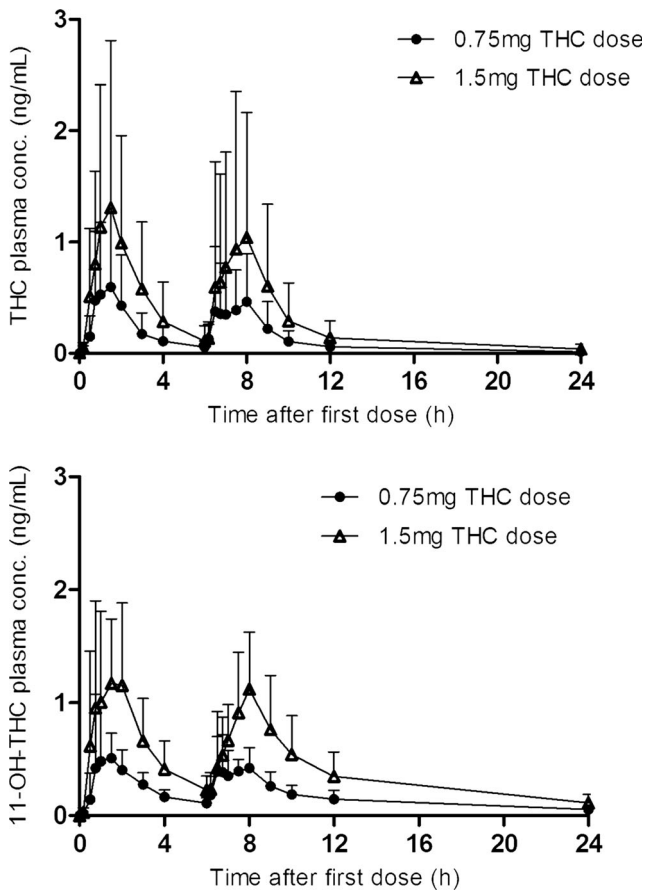 THC plasma conc. (ng/mL)
3
2
1
0
0.75mg THC dose
1.5mg THC dose
0 4 8 12 16 20 24
Time after first dose (h)
11-OH-THC plasma conc. (ng/mL)
3
2
1
0
0.75mg THC dose
1.5mg THC dose
0 4 8 12 16 20 24
Time after first dose (h)